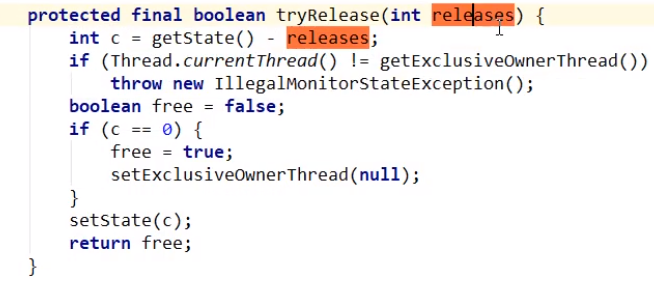 protected final boolean tryRelease(int releases) {
    int c = getState() - releases;
    if (Thread.currentThread() != getExclusiveOwnerThread())
        throw new IllegalMonitorStateException();
    boolean free = false;
    if (c == 0) {
        free = true;
        setExclusiveOwnerThread(null);
    }
    setState(c);
    return free;
}